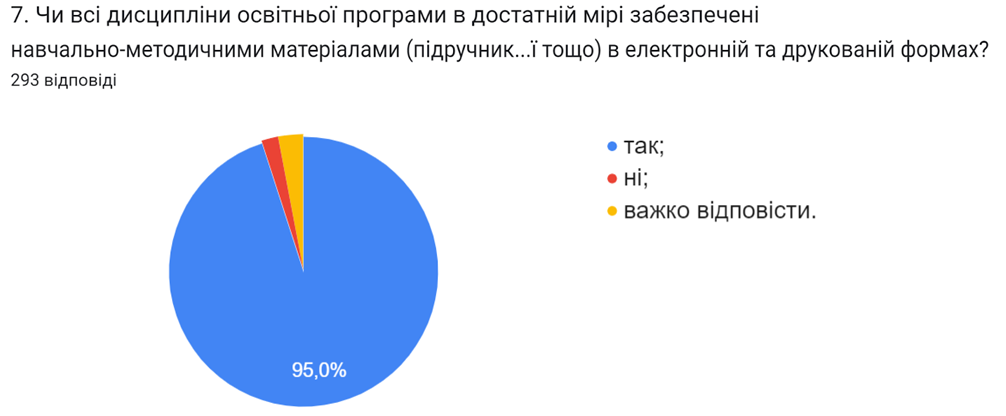 7. Чи всі дисципліни освітньої програми в достатній мірі забезпечені
навчально-методичними матеріалами (підручник...ї тощо) в електронній та друкованій формах?
293 відповіді
так;
ні;
важко відповісти.
95,0%